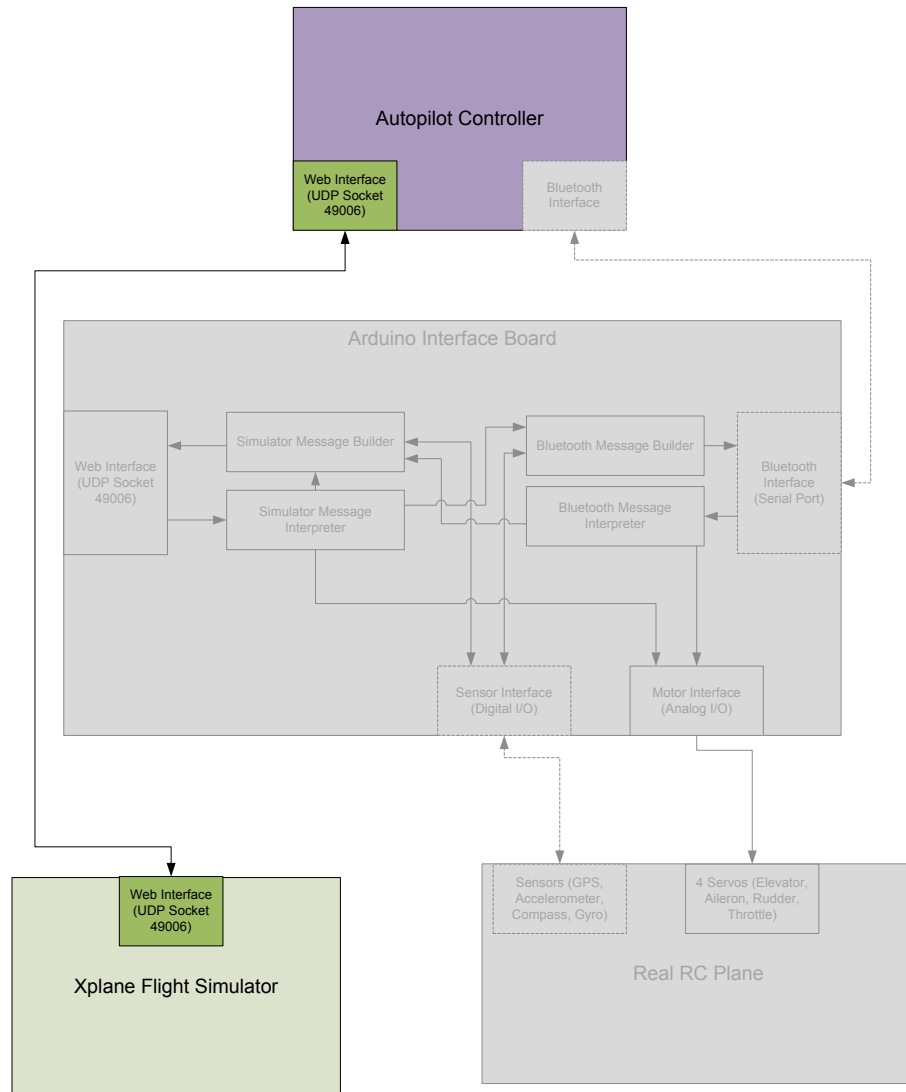 Autopilot Controller
Web Interface
(UDP Socket
49006)
Bluetooth
Interface
Arduino Interface Board
Web Interface
(UDP Socket
49006)
Simulator Message Builder
Simulator Message
Interpreter
Bluetooth Message Builder
Bluetooth Message
Interpreter
Bluetooth
Interface
(Serial Port)
Sensor Interface
(Digital I/O)
Motor Interface
(Analog I/O)
Web Interface
(UDP Socket
49006)
Xplane Flight Simulator
Sensors (GPS,
Accelerometer,
Compass, Gyro)
4 Servos (Elevator,
Aileron, Rudder,
Throttle)
Real RC Plane